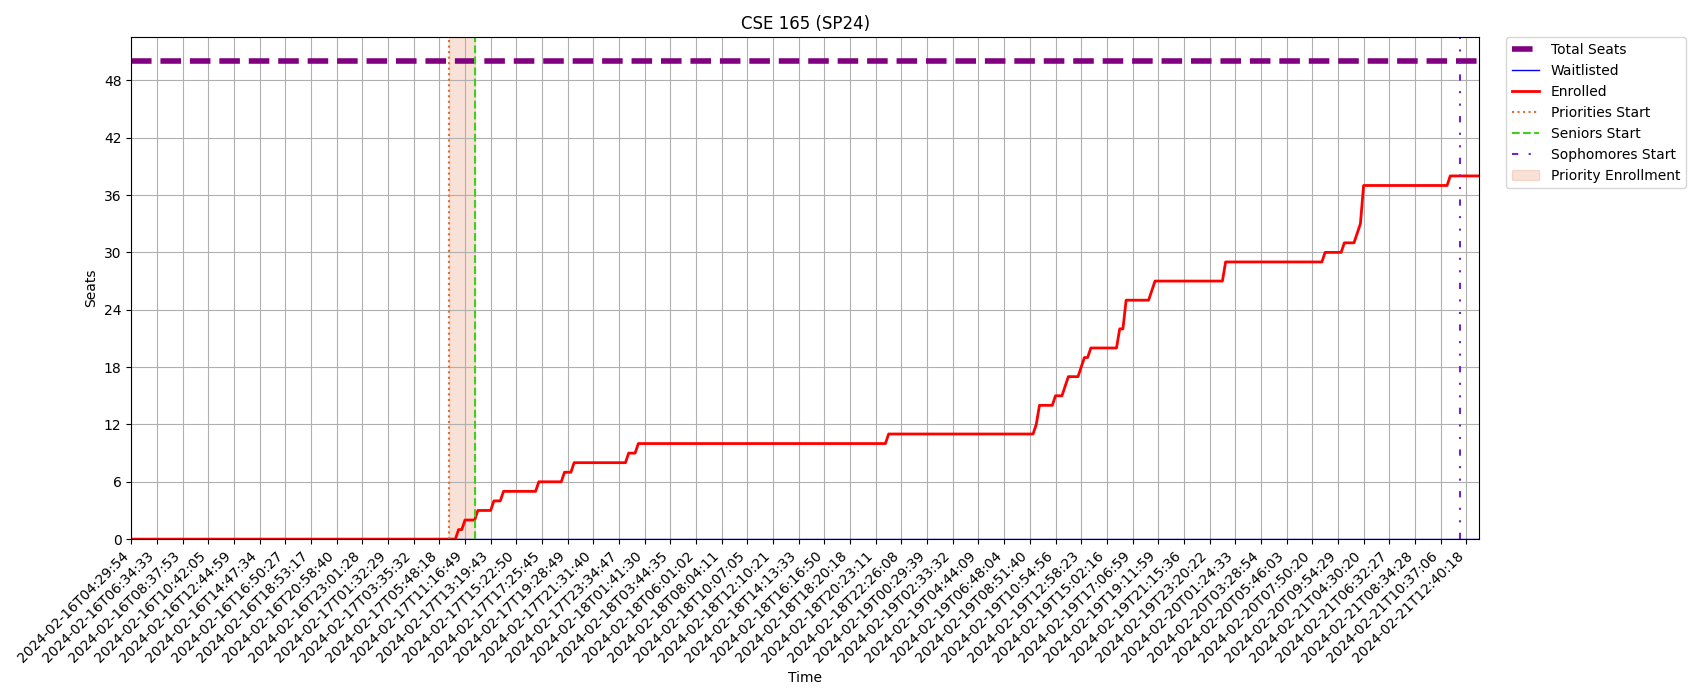 CSE 165 (SP24)
Total Seats
Waitlisted
Enrolled
Priorities Start
Seniors Start
Sophomores Start
Priority Enrollment
Seats
48
42
36
30
24
18
12
6
0
2024-02-16T04:29:54
2024-02-16T06:34:33
2024-02-16T08:37:53
2024-02-16T10:42:05
2024-02-16T12:44:59
2024-02-16T14:47:34
2024-02-16T16:50:27
2024-02-16T18:53:17
2024-02-16T20:58:40
2024-02-16T23:01:28
2024-02-17T01:32:29
2024-02-17T03:35:32
2024-02-17T05:48:18
2024-02-17T11:16:49
2024-02-17T13:19:43
2024-02-17T15:22:50
2024-02-17T17:25:45
2024-02-17T19:28:49
2024-02-17T21:31:40
2024-02-17T23:34:47
2024-02-18T01:41:30
2024-02-18T03:44:35
2024-02-18T06:01:02
2024-02-18T08:04:11
2024-02-18T10:07:05
2024-02-18T12:10:21
2024-02-18T14:13:33
2024-02-18T16:16:50
2024-02-18T18:20:18
2024-02-18T20:23:11
2024-02-18T22:26:08
2024-02-19T00:29:39
2024-02-19T02:33:32
2024-02-19T04:44:09
2024-02-19T06:48:04
2024-02-19T08:51:40
2024-02-19T10:54:56
2024-02-19T12:58:23
2024-02-19T15:02:16
2024-02-19T17:06:59
2024-02-19T19:11:59
2024-02-19T21:15:36
2024-02-19T23:20:22
2024-02-20T01:24:33
2024-02-20T03:28:54
2024-02-20T05:46:03
2024-02-20T07:50:20
2024-02-20T09:54:29
2024-02-21T04:30:20
2024-02-21T06:32:27
2024-02-21T08:34:28
2024-02-21T10:37:06
2024-02-21T12:40:18
Time